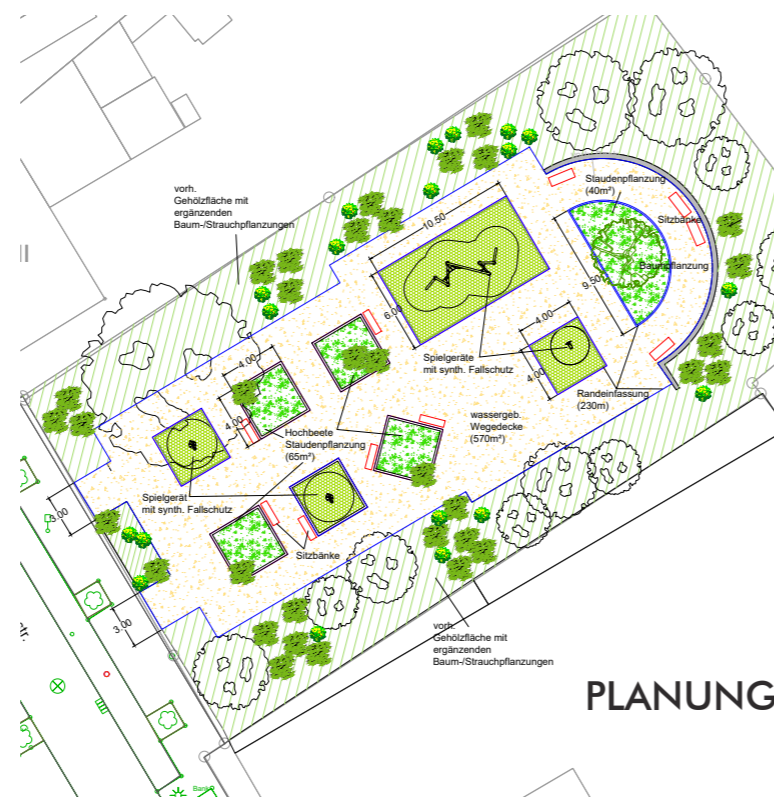 vorh.
Gehölzfläche mit
ergänzenden
Baum-/Strauchpflanzungen
Staudenpflanzung
(40m²)
Sitzbänke
Baumpflanzung
10.50
9.50
6.00
4.00
4.00
Spielgeräte
mit synth. Fallschutz
Randeinfassung
(230m)
wassergeb.
Wegedecke
(570m²)
4.00
4.00
Hochbeete
Staudenpflanzung
(65m²)
Spielgerät
mit synth. Fallschutz
Sitzbänke
3.00
3.00
vorh.
Gehölzfläche mit
ergänzenden
Baum-/Strauchpflanzungen
PLANUNG
Bank